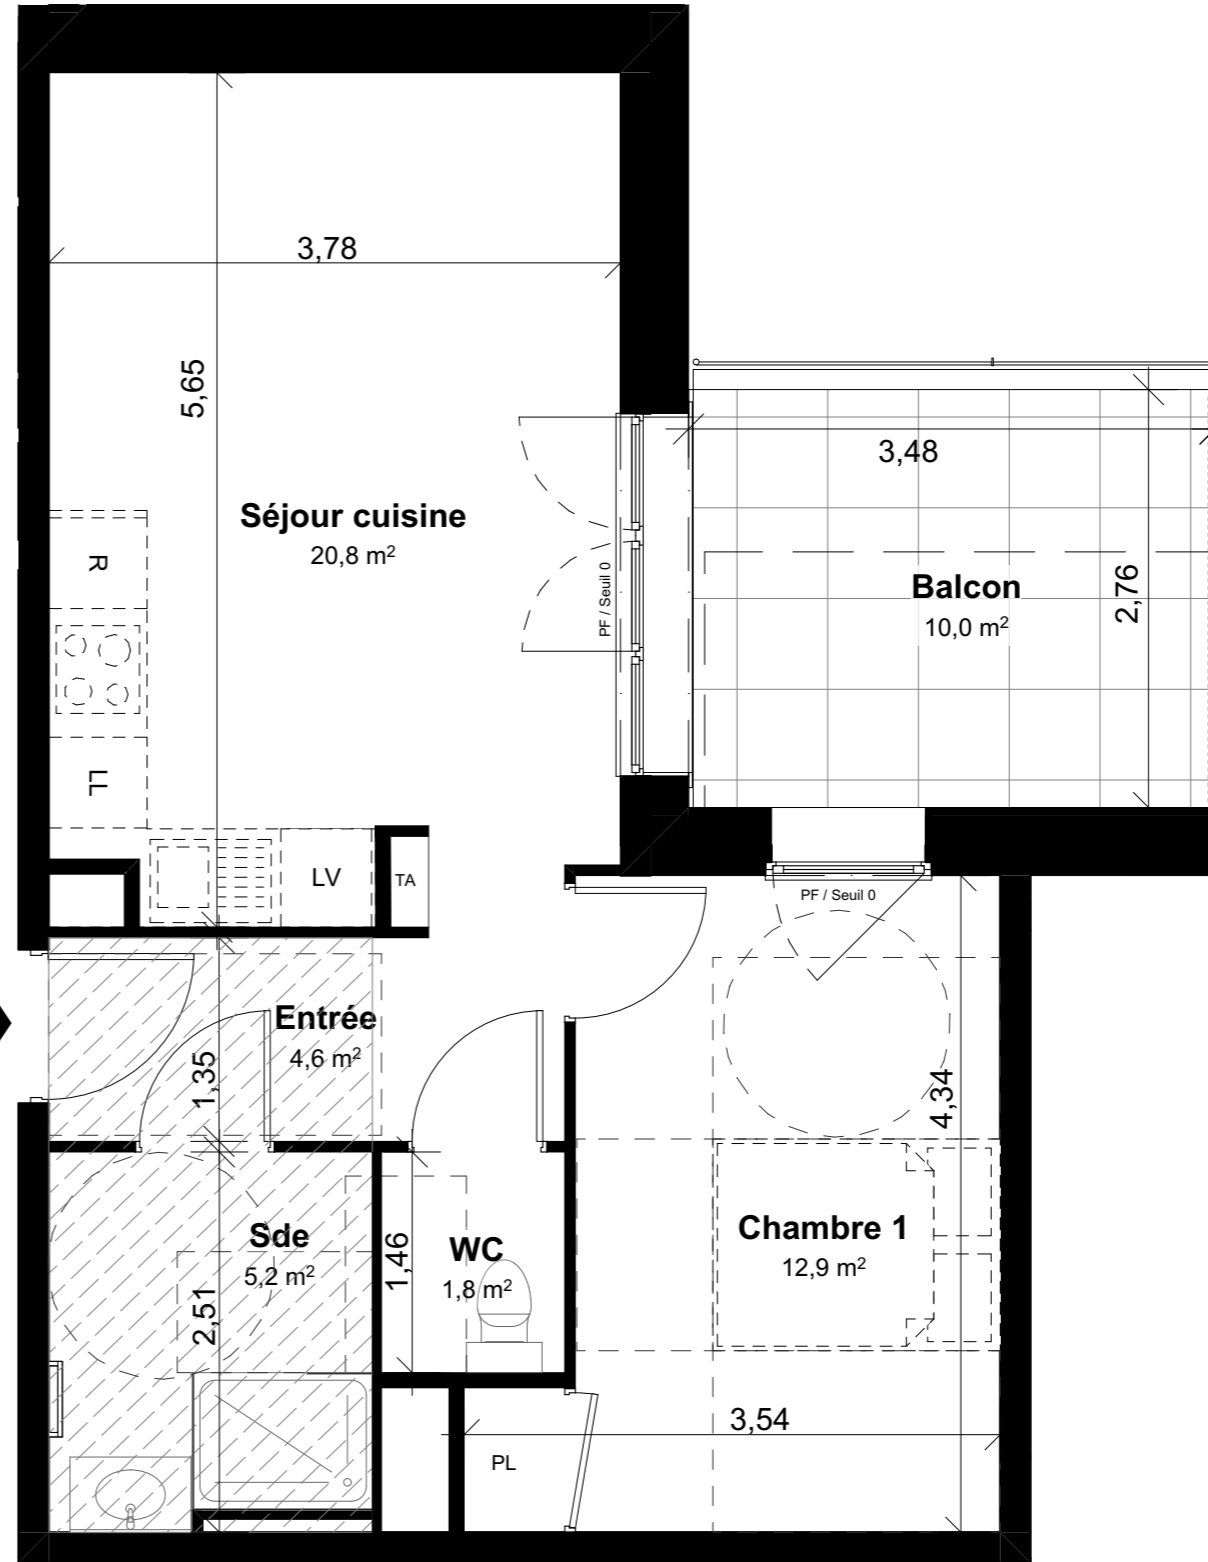 3,78
5,65
3,48
Séjour cuisine
20,8 m²
R
PF / Seuil 0
Balcon
10,0 m²
2,76
LL
LV
TA
PF / Seuil 0
Entrée
4,6 m²
1,35
4,34
Sde
5,2 m²
2,51
1,46
WC
1,8 m²
Chambre 1
12,9 m²
3,54
PL